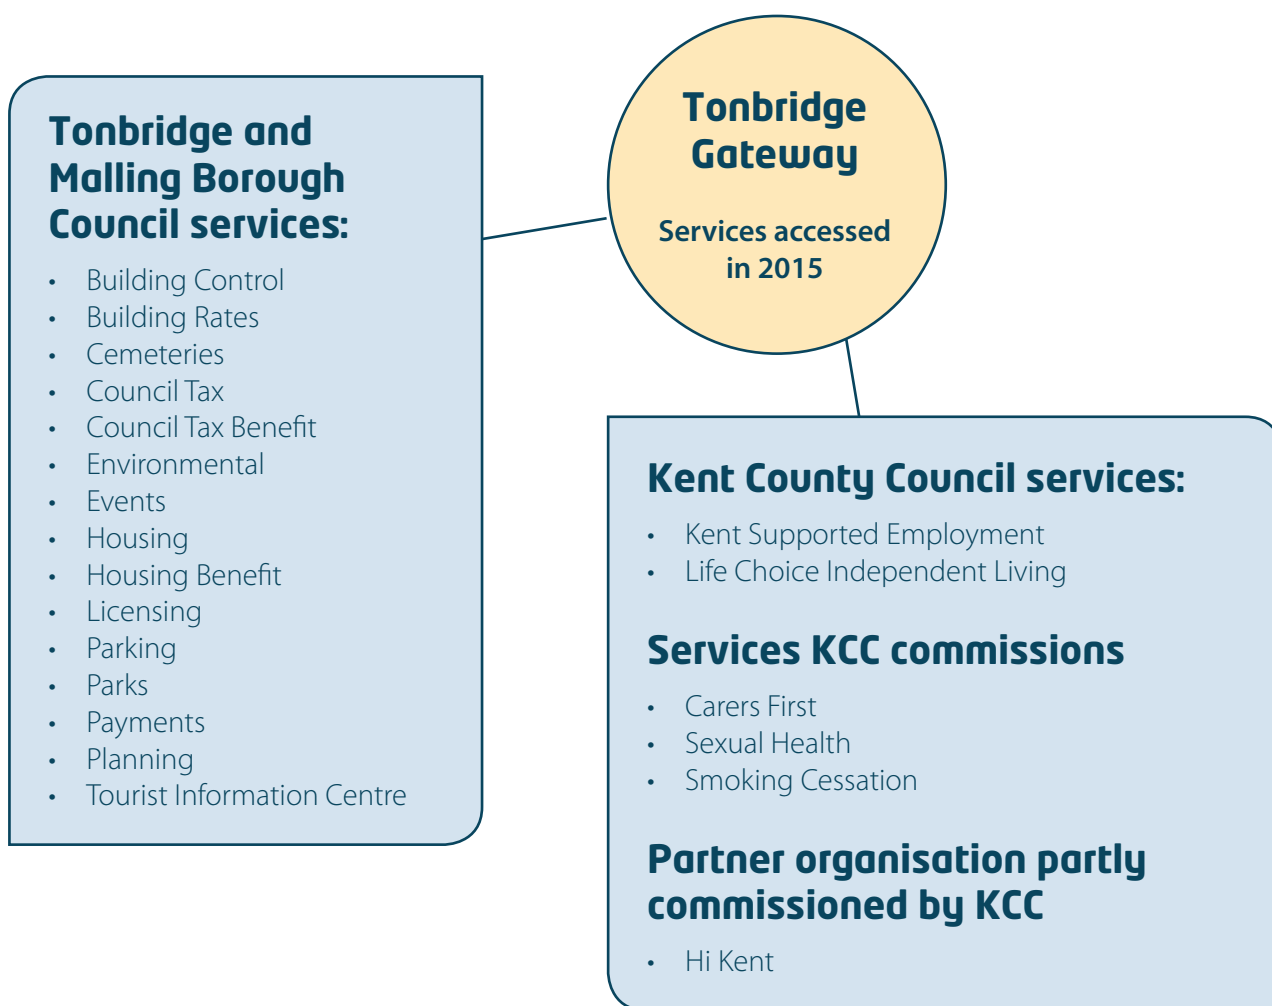 Tonbridge and
Malling Borough
Council services:
• Building Control
• Building Rates
• Cemeteries
• Council Tax
• Council Tax Benefit
• Environmental
• Events
• Housing
• Housing Benefit
• Licensing
• Parking
• Parks
• Payments
• Planning
• Tourist Information Centre
Tonbridge
Gateway
Services accessed
in 2015
Kent County Council services:
• Kent Supported Employment
• Life Choice Independent Living
Services KCC commissions
• Carers First
• Sexual Health
• Smoking Cessation
Partner organisation partly
commissioned by KCC
• Hi Kent